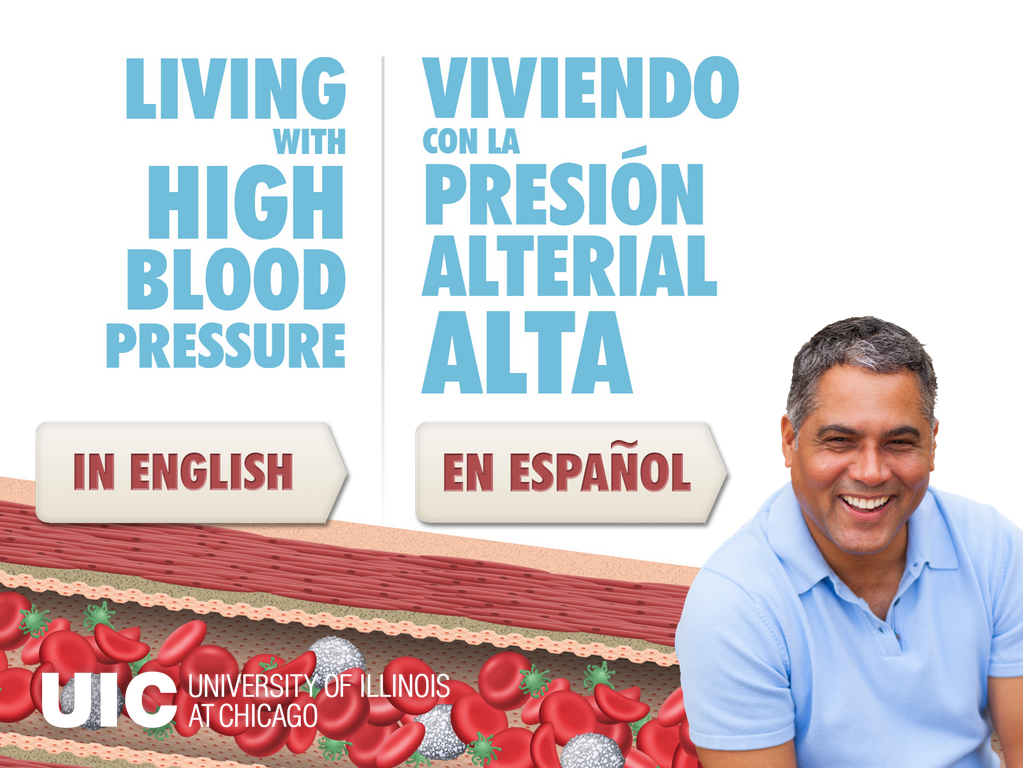 LIVING
WITH
HIGH
BLOOD
PRESSURE
IN ENGLISH
VIVIENDO
CON LA
PRESIÓN
ALTERIAL
ALTA
EN ESPAÑOL
UIC
UNIVERSITY OF ILLINOIS
AT CHICAGO